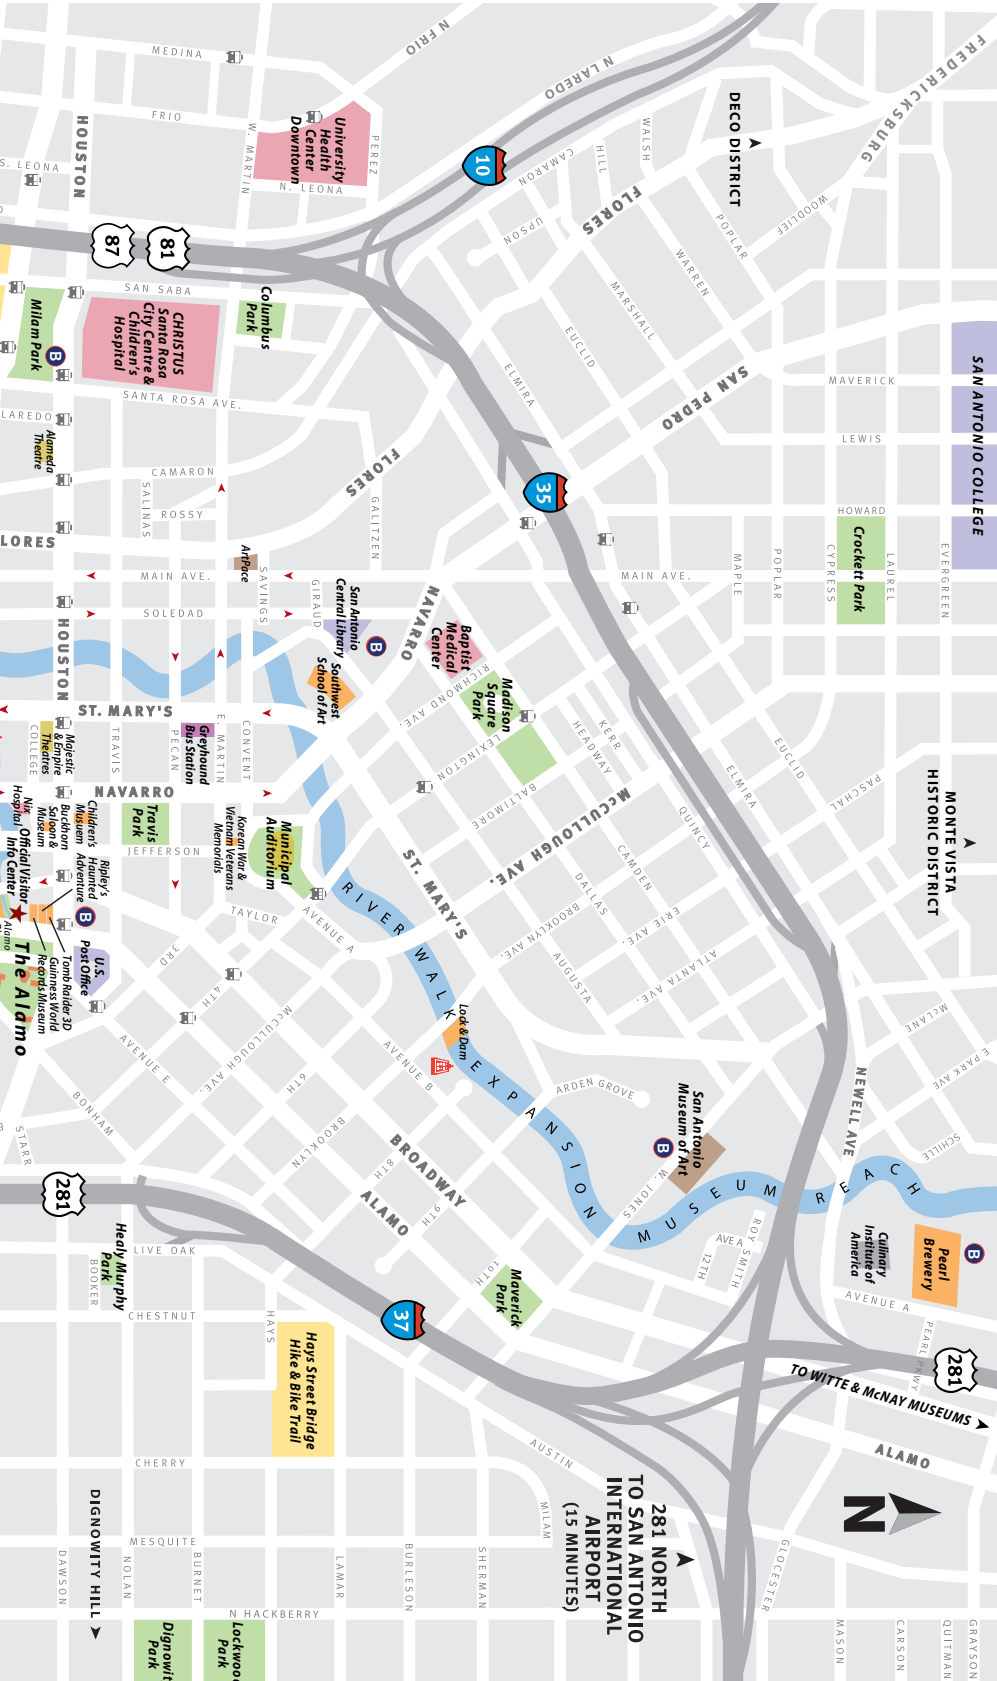 FREDERICKSBURG
N FRIO
MEDINA
N LAREDO
FRIO
HOUSTON
W. MARTIN
PEREZ
University
Health
Center
Downtown
N. LEONA
S. LEONA
10
CAMARON
HILL
WALSH
DECO DISTRICT
FLORES
UPSON
POPLAR
WOODLIEF
WARREN
MARSHALL
EUCLID
ELMIRA
87
81
SAN SABA
Columbus
Park
Milam Park
B
CHRISTUS
Santa Rosa
City Centre &
Children's
Hospital
SANTA ROSA AVE.
LAREDO
Alameda
Theatre
CAMARON
SALINAS
ROSSY
FLORES
GALITZEN
SAN PEDRO
MAVERICK
LEWIS
HOWARD
SAN ANTONIO COLLEGE
35
LORES
ArtPace
MAIN AVE.
SAVINGS
SOLEDAD
GIRAUD
San Antonio
Central Library
B
NAVARRO
MAIN AVE.
MAPLE
POPLAR
CYPRESS
Crockett Park
LAUREL
EVERGREEN
HOUSTON
Southwest
School of Art
Baptist
Medical
Center
RICHMOND AVE.
Madison
Square
Park
LEXINGTON
BALTIMORE
KERR
HEADWAY
McCULLOUGH AVE.
QUINCY
ELMIRA
EUCLID
PASCHAL
MONTE VISTA
HISTORIC DISTRICT
ST. MARY'S
COLLEGE
Majestic
& Empire
Theatres
TRAVIS
PECAN
Greyhound
Bus Station
E. MARTIN
CONVENT
NAVARRO
Nix
Hospital
Official Visitor
Info Center
Buckhorn
Saloon &
Museum
Children's
Musuem
Travis
Park
JEFFERSON
Korean War &
Vietnam Veterans
Memorials
Municipal
Auditorium
Ripley's
Haunted
Adventure
B
ST. MARY'S
CAMDEN
DALLAS
BROOKLYN AVE.
ERIE AVE.
AUGUSTA
ATLANTA AVE.
TAYLOR
AVENUE A
RIVER WALK EXPANSION
Alamo
The Alamo
U.S.
Post Office
Tomb Raider 3D
Guinness World
Records Museum
3RD
4TH
McCULLOUGH AVE.
AVENUE E
6TH
BROOKLYN
AVENUE B
Lock & Dam
ARDEN GROVE
San Antonio
Museum of Art
B
W. JONES
MUSEUM REACH
NEWELL AVE
McLANE
E PARK AVE
SCHILLE
BONHAM
STARR
281
BROADWAY
ALAMO
8TH
9TH
10TH
Maverick
Park
AVE A
12TH
ROY SMITH
Culinary
Institute of
America
Pearl
Brewery
B
AVENUE A
PEARL PKWY
281
TO WITTE & McNAY MUSEUMS
ALAMO
LIVE OAK
Healy Murphy
Park
BOOKER
CHESTNUT
HAYS
Hays Street Bridge
Hike & Bike Trail
37
CHERRY
AUSTIN
MILAM
281 NORTH
TO SAN ANTONIO
INTERNATIONAL
AIRPORT
(15 MINUTES)
N
GLOCESTER
DIGNOWITY HILL
MESQUITE
DAWSON
NOLAN
BURNET
LAMAR
BURLESON
SHERMAN
N HACKBERRY
Dignowit
Park
Lockwoo
Park
MASON
CARSON
QUITMAN
GRAYSON